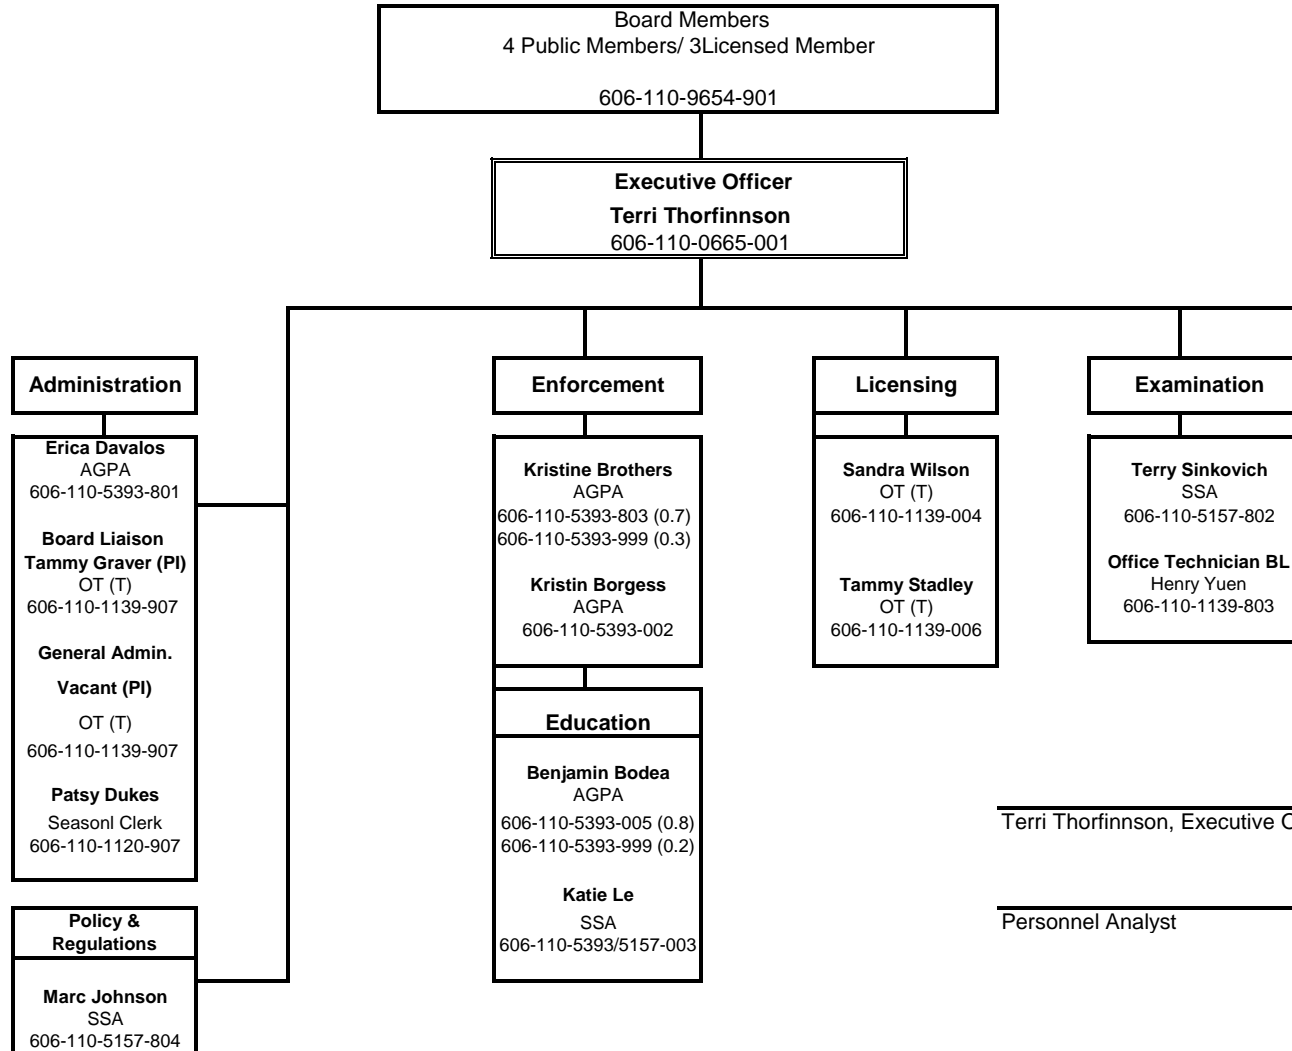 Board Members
4 Public Members/ 3Licensed Member
606-110-9654-901
Executive Officer
Terri Thorfinnson
606-110-0665-001
Administration
Erica Davalos
AGPA
606-110-5393-801
Board Liaison
Tammy Graver (PI)
OT (T)
606-110-1139-907
General Admin.
Vacant (PI)
OT (T)
606-110-1139-907
Patsy Dukes
Seasonl Clerk
606-110-1120-907
Policy &
Regulations
Marc Johnson
SSA
606-110-5157-804
Enforcement
Kristine Brothers
AGPA
606-110-5393-803 (0.7)
606-110-5393-999 (0.3)
Kristin Borgess
AGPA
606-110-5393-002
Education
Benjamin Bodea
AGPA
606-110-5393-005 (0.8)
606-110-5393-999 (0.2)
Katie Le
SSA
606-110-5393/5157-003
Licensing
Sandra Wilson
OT (T)
606-110-1139-004
Tammy Stadley
OT (T)
606-110-1139-006
Examination
Terry Sinkovich
SSA
606-110-5157-802
Office Technician BL
Henry Yuen
606-110-1139-803
Terri Thorfinnson, Executive
Personnel Analyst